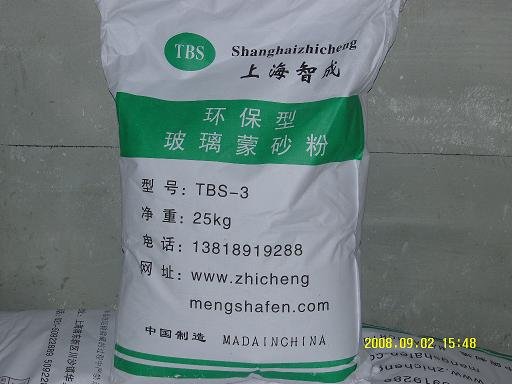 TBS
Shanghaizhicheng
上海智成
环保型
玻璃蒙砂粉
型号：TBS-3
净重：25kg
电话：13818919288
网址：www.zhicheng
mengshafen.com
中国制造 MADAINCHINA
2008.09.02 15:48
mengshafen.co